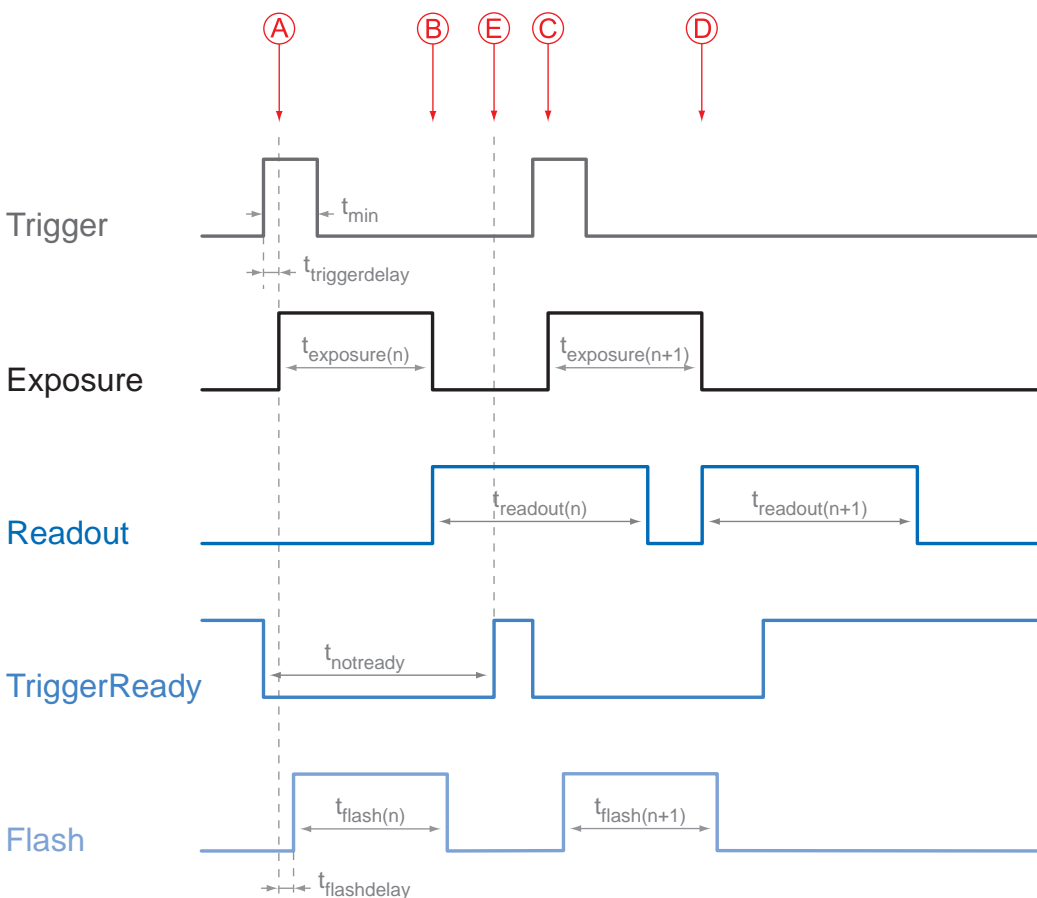 A B E C D
Trigger
tmin
ttriggerdelay
Exposure
texposure(n) texposure(n+1)
Readout
treadout(n) treadout(n+1)
TriggerReady
tnotready
Flash
tflash(n) tflash(n+1)
tflashdelay